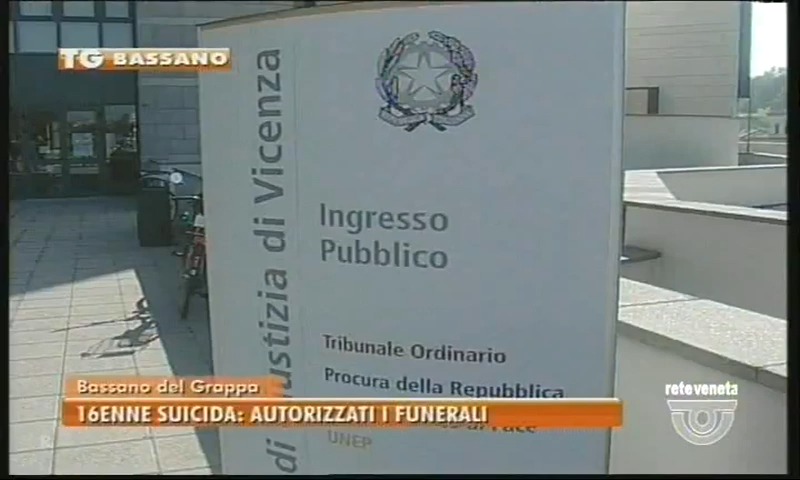 TG BASSANO
di Giustizia di Vicenza
Ingresso
Pubblico
Tribunale Ordinario
Procura della Repubblica
Pace
UNEP
Bassano del Grappa
16ENNE SUICIDA: AUTORIZZATI I FUNERALI
reteveneta